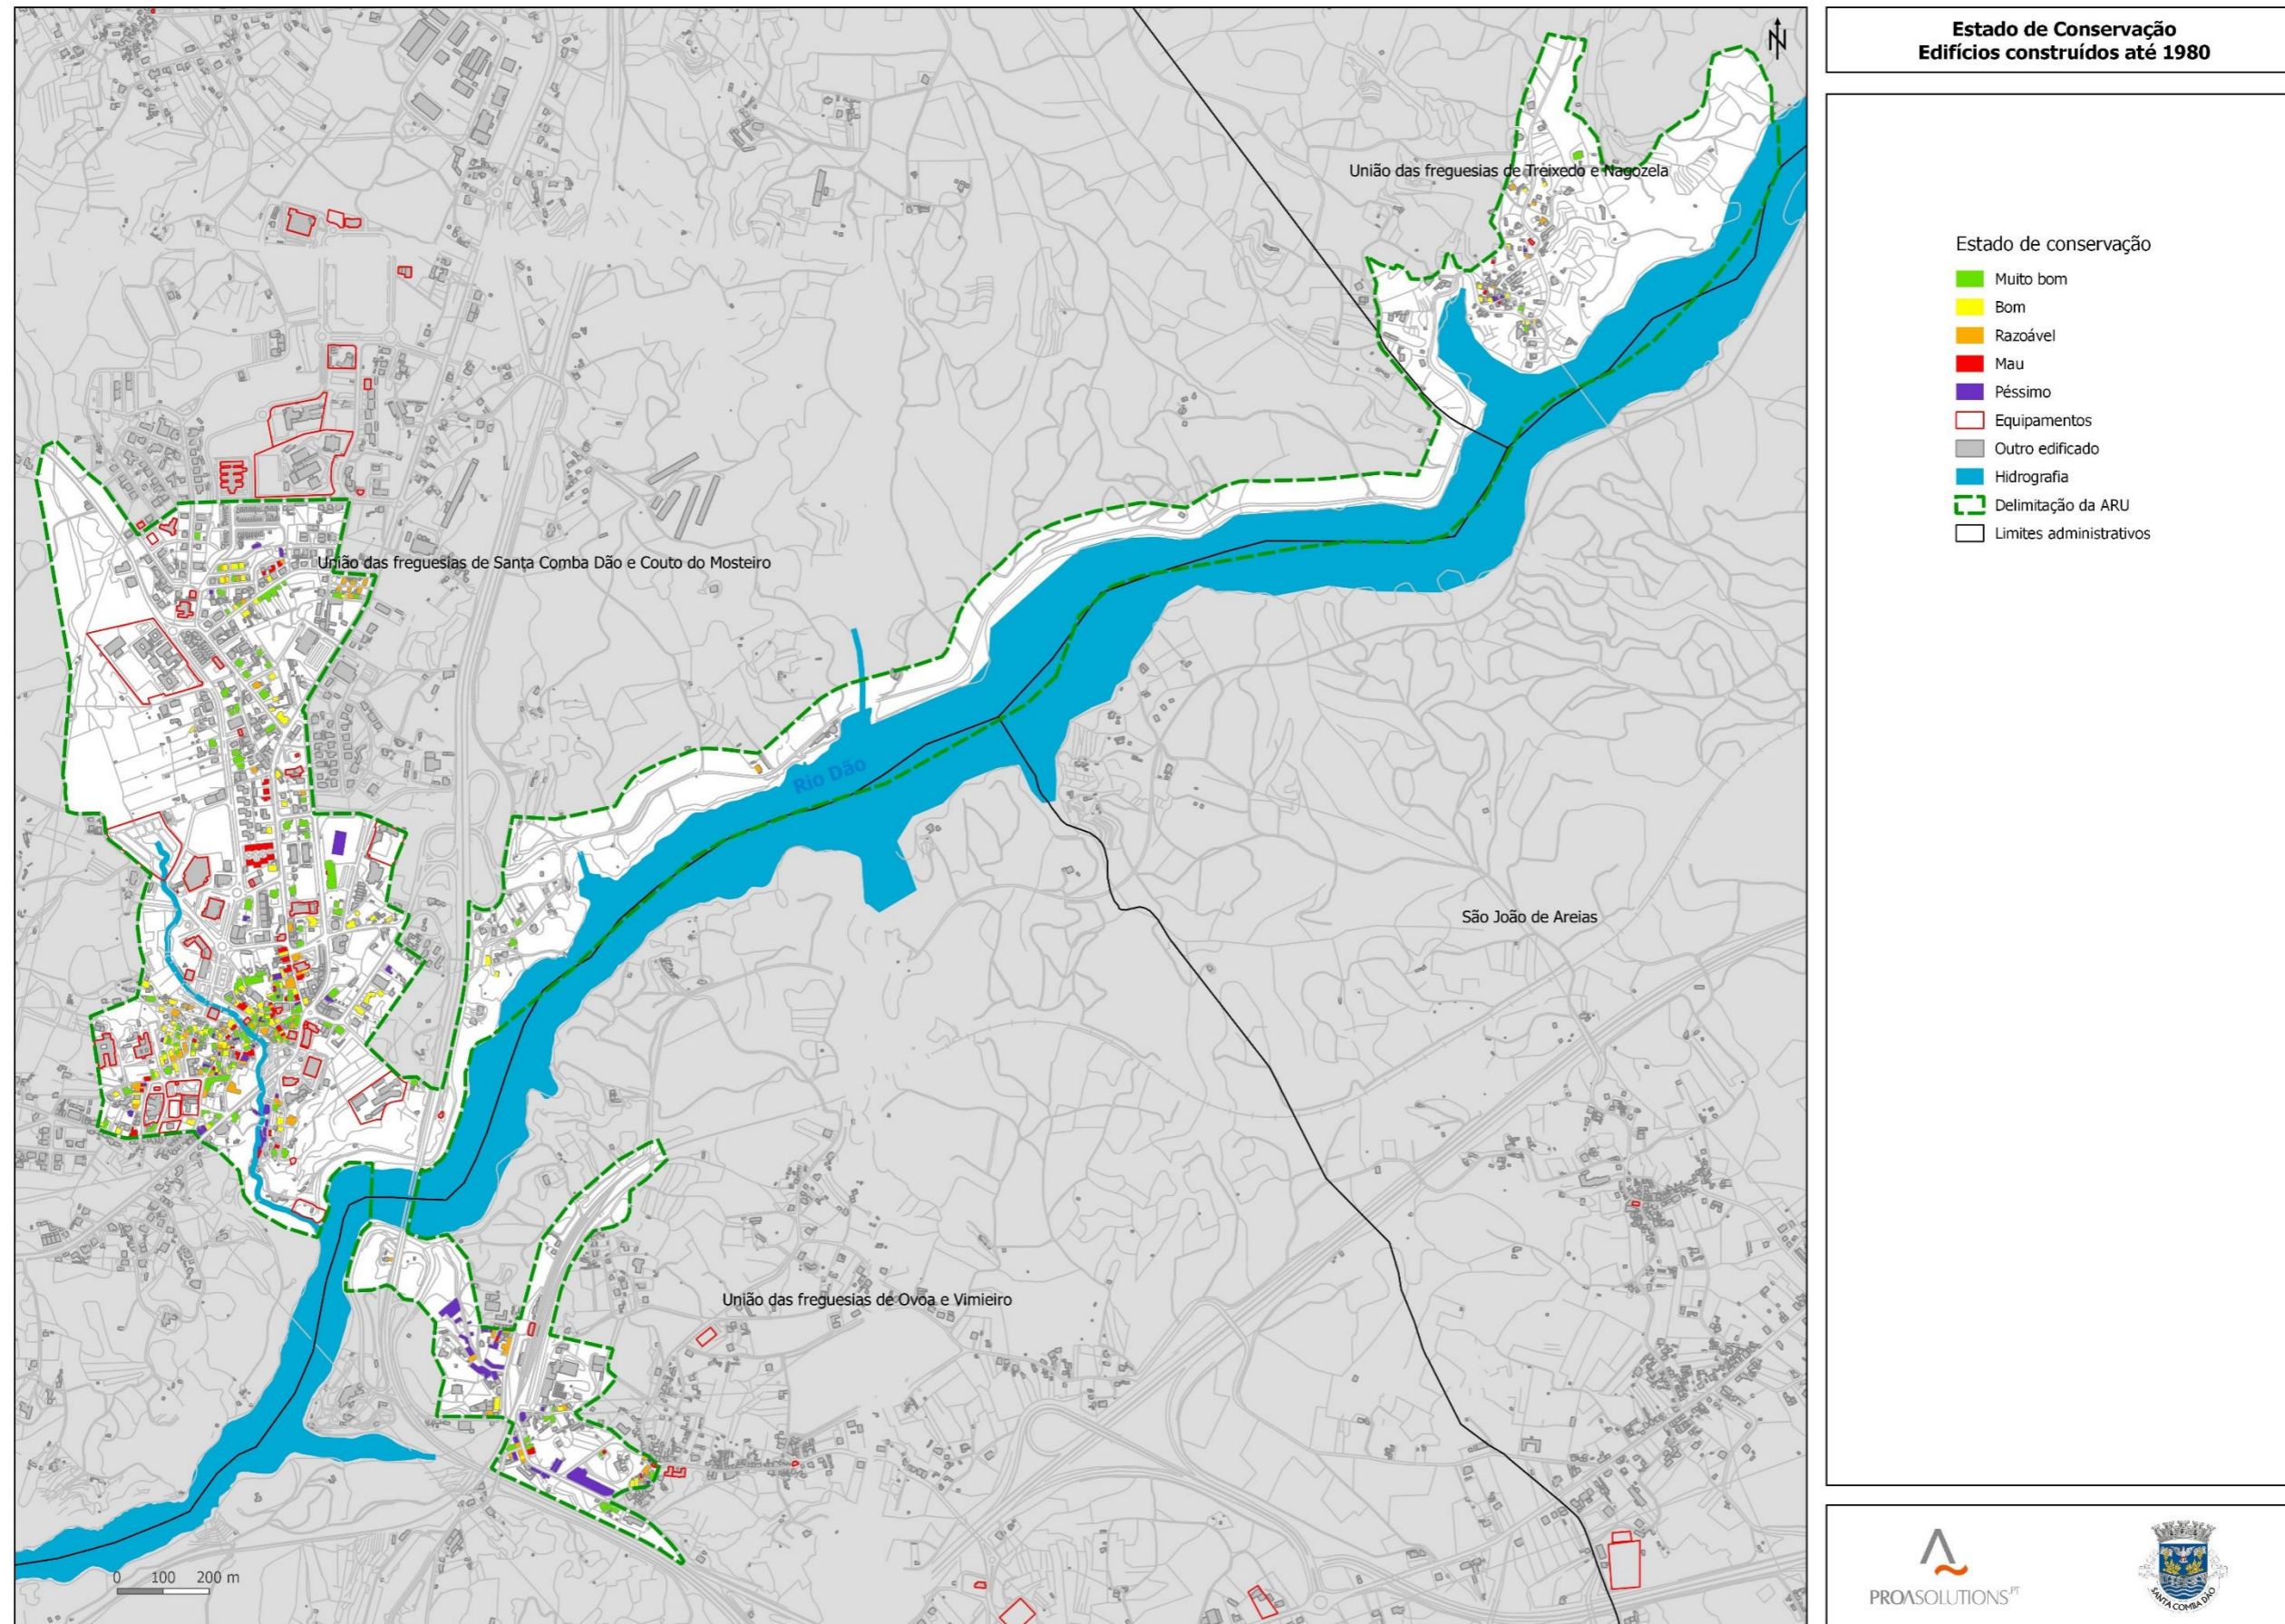 Estado de Conservação
Edifícios construídos até 1980
N
União das freguesias de Treixedo e Nagozela
Estado de conservação
Muito bom
Bom
Razoável
Mau
Péssimo
Equipamentos
Outro edificado
Hidrografia
Delimitação da ARU
Limites administrativos
União das freguesias de Santa Comba Dão e Couto do Mosteiro
Rio Dão
São João de Areias
União das freguesias de Ovoa e Vimieiro
0 100 200 m
PROASOLUTIONS.PT
SANTA COMBA DÃO